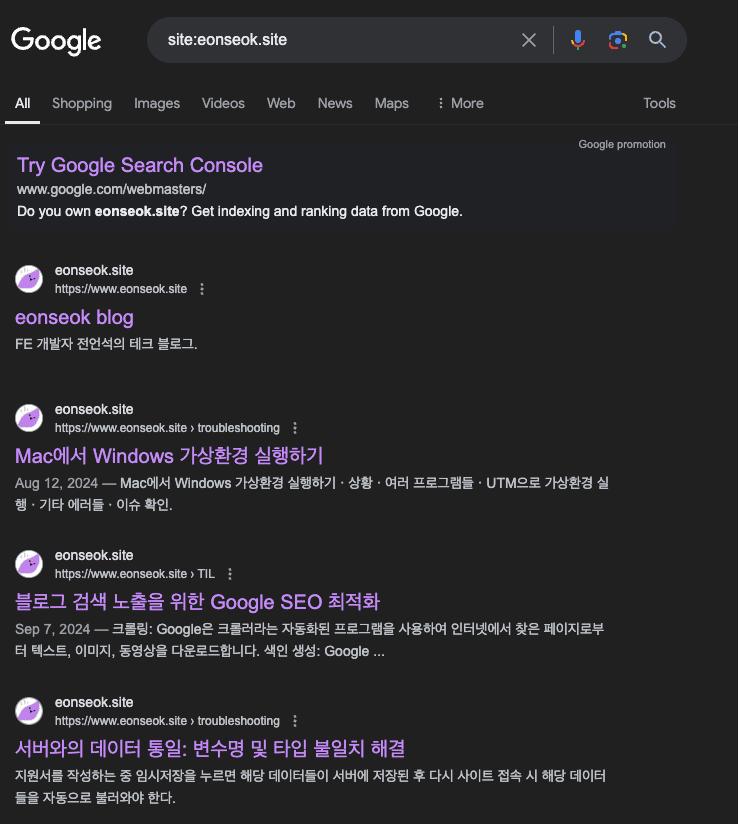 Google
site:eonseok.site
All Shopping Images Videos Web News Maps More Tools
Google promotion
Try Google Search Console
www.google.com/webmasters/
Do you own eonseok.site? Get indexing and ranking data from Google.
eonseok.site
https://www.eonseok.site
eonseok blog
FE 개발자 전언석의 테크 블로그.
eonseok.site
https://www.eonseok.site › troubleshooting
Mac에서 Windows 가상환경 실행하기
Aug 12, 2024 — Mac에서 Windows 가상환경 실행하기 · 상황 · 여러 프로그램들 · UTM으로 가상환경 실
행 · 기타 에러들 · 이슈 확인.
eonseok.site
https://www.eonseok.site › TIL
블로그 검색 노출을 위한 Google SEO 최적화
Sep 7, 2024 — 크롤링: Google은 크롤러라는 자동화된 프로그램을 사용하여 인터넷에서 찾은 페이지로부
터 텍스트, 이미지, 동영상을 다운로드합니다. 색인 생성: Google ...
eonseok.site
https://www.eonseok.site › troubleshooting
서버와의 데이터 통일: 변수명 및 타입 불일치 해결
지원서를 작성하는 중 임시저장을 누르면 해당 데이터들이 서버에 저장된 후 다시 사이트 접속 시 해당 데이터
들을 자동으로 불러와야 한다.